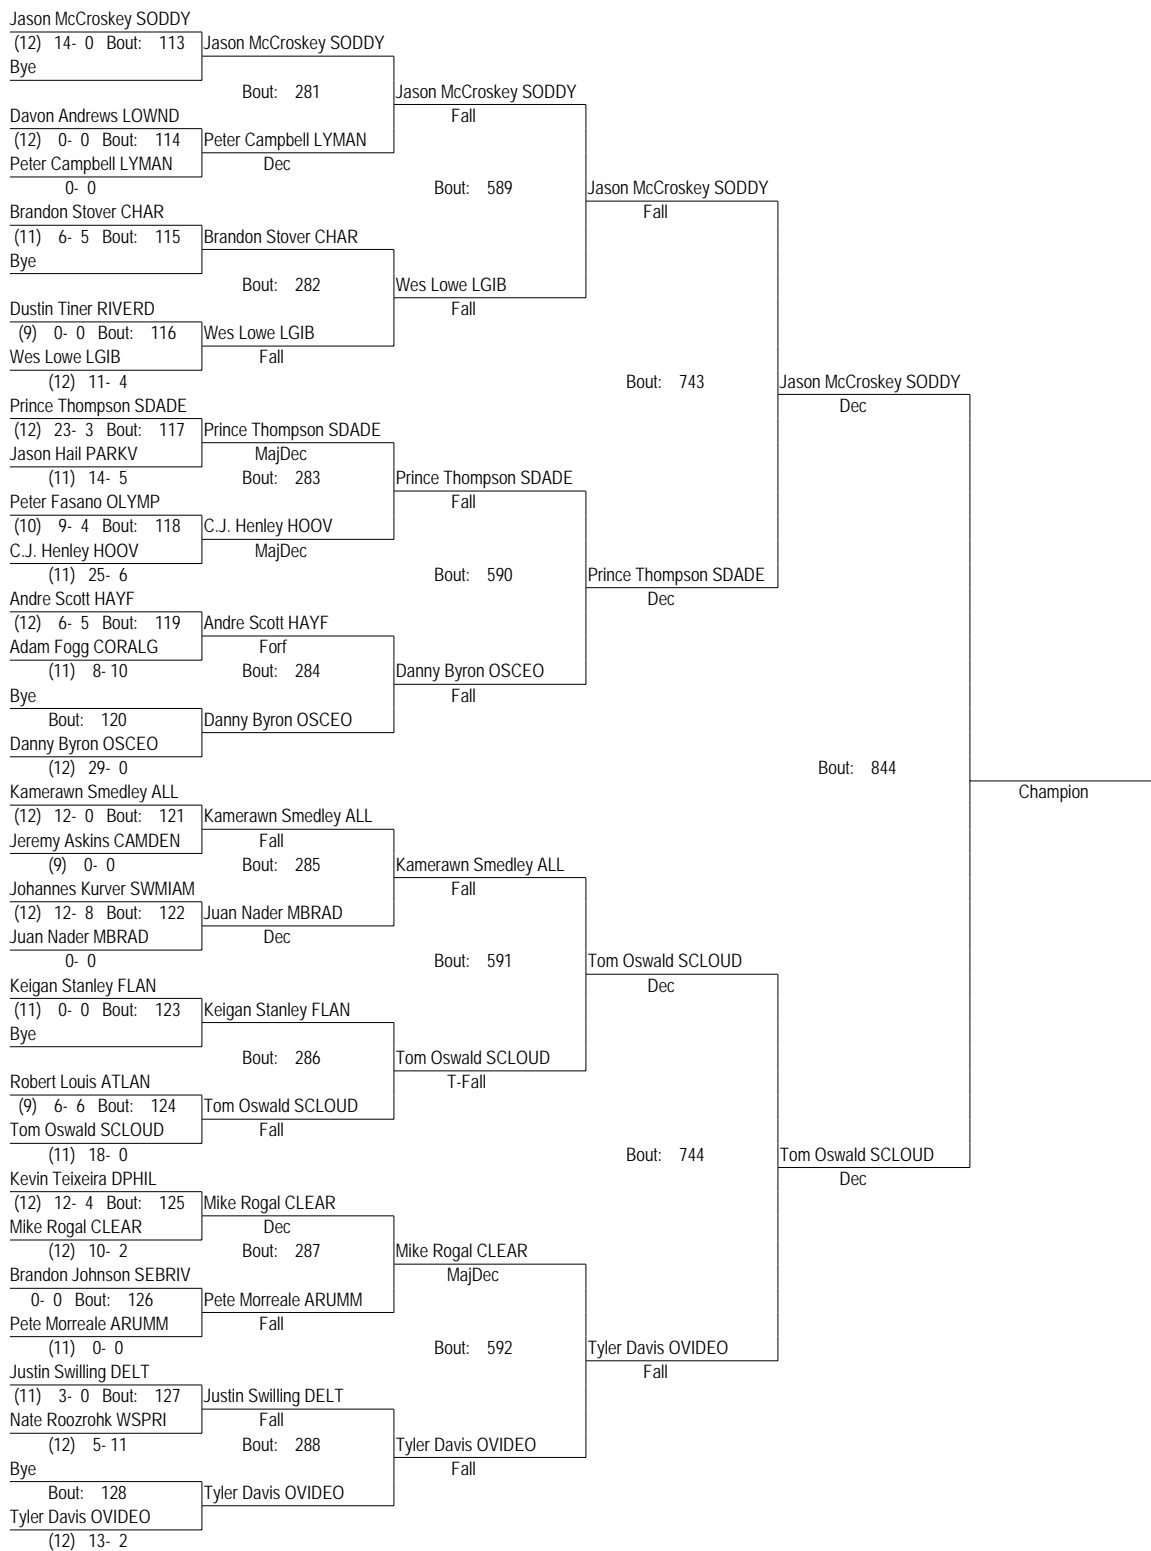 Jason McCroskey SODDY
(12) 14- 0 Bout: 113 Jason McCroskey SODDY
Bye
Bout: 281 Jason McCroskey SODDY
Davon Andrews LOWND Fall
(12) 0- 0 Bout: 114 Peter Campbell LYMAN
Peter Campbell LYMAN Dec
0- 0 Bout: 589 Jason McCroskey SODDY
Brandon Stover CHAR Fall
(11) 6- 5 Bout: 115 Brandon Stover CHAR
Bye
Bout: 282 Wes Lowe LGIB
Dustin Tiner RIVERD Fall
(9) 0- 0 Bout: 116 Wes Lowe LGIB
Wes Lowe LGIB Fall
(12) 11- 4 Bout: 743 Jason McCroskey SODDY
Prince Thompson SDADE Dec
(12) 23- 3 Bout: 117 Prince Thompson SDADE
Jason Hail PARKV MajDec
(11) 14- 5 Bout: 283 Prince Thompson SDADE
Peter Fasano OLYMP Fall
(10) 9- 4 Bout: 118 C.J. Henley HOOV
C.J. Henley HOOV MajDec
(11) 25- 6 Bout: 590 Prince Thompson SDADE
Andre Scott HAYF Dec
(12) 6- 5 Bout: 119 Andre Scott HAYF
Adam Fogg CORALG Forf
(11) 8- 10 Bout: 284 Danny Byron OSCEO
Bye Fall
Bout: 120 Danny Byron OSCEO
Danny Byron OSCEO
(12) 29- 0 Bout: 844
Kamerawn Smedley ALL Champion
(12) 12- 0 Bout: 121 Kamerawn Smedley ALL
Jeremy Askins CAMDEN Fall
(9) 0- 0 Bout: 285 Kamerawn Smedley ALL
Johannes Kurver SWMIAM Fall
(12) 12- 8 Bout: 122 Juan Nader MBRAD
Juan Nader MBRAD Dec
0- 0 Bout: 591 Tom Oswald SCLOUD
Keigan Stanley FLAN Dec
(11) 0- 0 Bout: 123 Keigan Stanley FLAN
Bye
Bout: 286 Tom Oswald SCLOUD
Robert Louis ATLAN T-Fall
(9) 6- 6 Bout: 124 Tom Oswald SCLOUD
Tom Oswald SCLOUD Fall
(11) 18- 0 Bout: 744 Tom Oswald SCLOUD
Kevin Teixeira DPHIL Dec
(12) 12- 4 Bout: 125 Mike Rogal CLEAR
Mike Rogal CLEAR Dec
(12) 10- 2 Bout: 287 Mike Rogal CLEAR
Brandon Johnson SEBRIV MajDec
0- 0 Bout: 126 Pete Morreale ARUMM
Pete Morreale ARUMM Fall
(11) 0- 0 Bout: 592 Tyler Davis OVIDEO
Justin Swilling DELT Fall
(11) 3- 0 Bout: 127 Justin Swilling DELT
Nate Roozrohk WSPRI Fall
(12) 5- 11 Bout: 288 Tyler Davis OVIDEO
Bye Fall
Bout: 128 Tyler Davis OVIDEO
Tyler Davis OVIDEO
(12) 13- 2